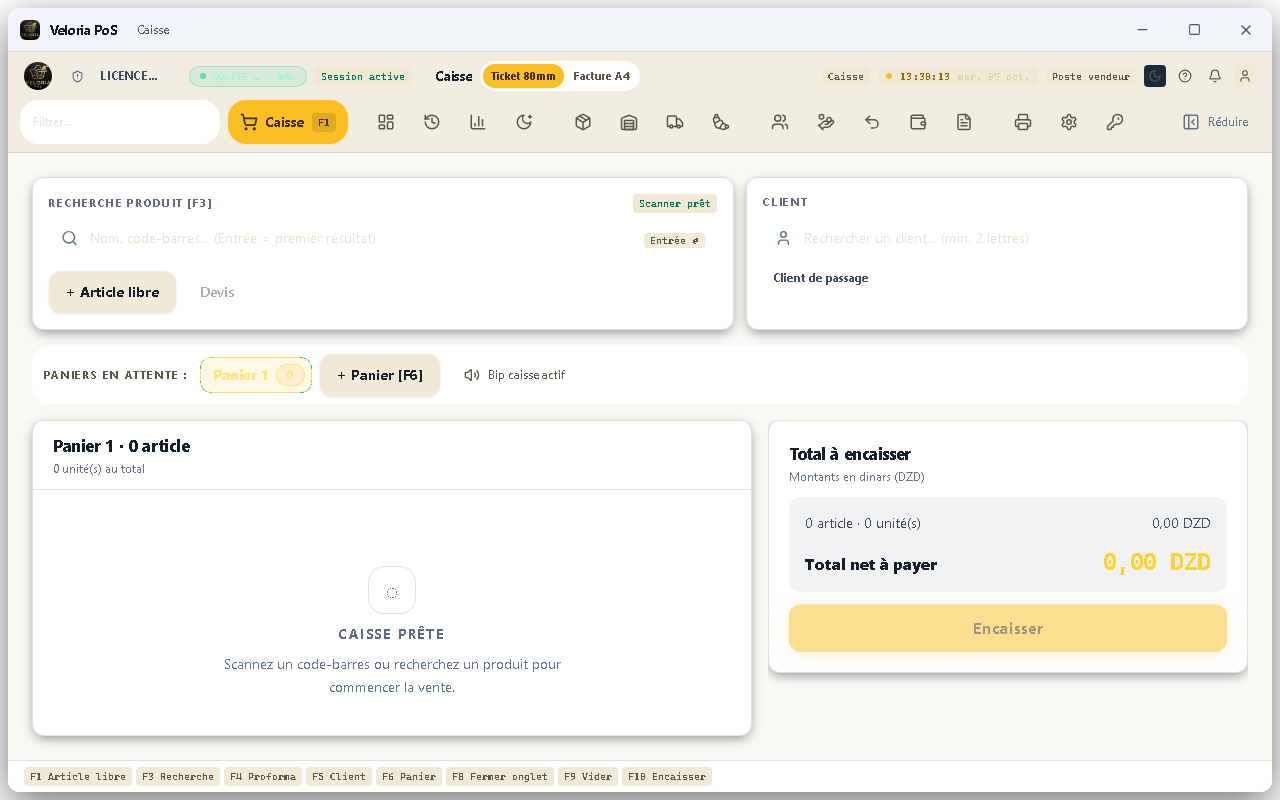 Veloria PoS Caisse
LICENCE... SQLITE … · WAL Session active Caisse Ticket 80mm Facture A4 Caisse 13:38:13 mer. 07 oct. Poste vendeur
Filtrer... Caisse F1 Réduire
RECHERCHE PRODUIT [F3] Scanner prêt
Nom, code-barres... (Entrée = premier résultat) Entrée
+ Article libre Devis
CLIENT
Rechercher un client... (min. 2 lettres)
Client de passage
PANIERS EN ATTENTE : Panier 1 0 + Panier [F6] Bip caisse actif
Panier 1 · 0 article
0 unité(s) au total
CAISSE PRÊTE
Scannez un code-barres ou recherchez un produit pour
commencer la vente.
Total à encaisser
Montants en dinars (DZD)
0 article · 0 unité(s) 0,00 DZD
Total net à payer 0,00 DZD
Encaisser
F1 Article libre F3 Recherche F4 Proforma F5 Client F6 Panier F8 Fermer onglet F9 Vider F10 Encaisser